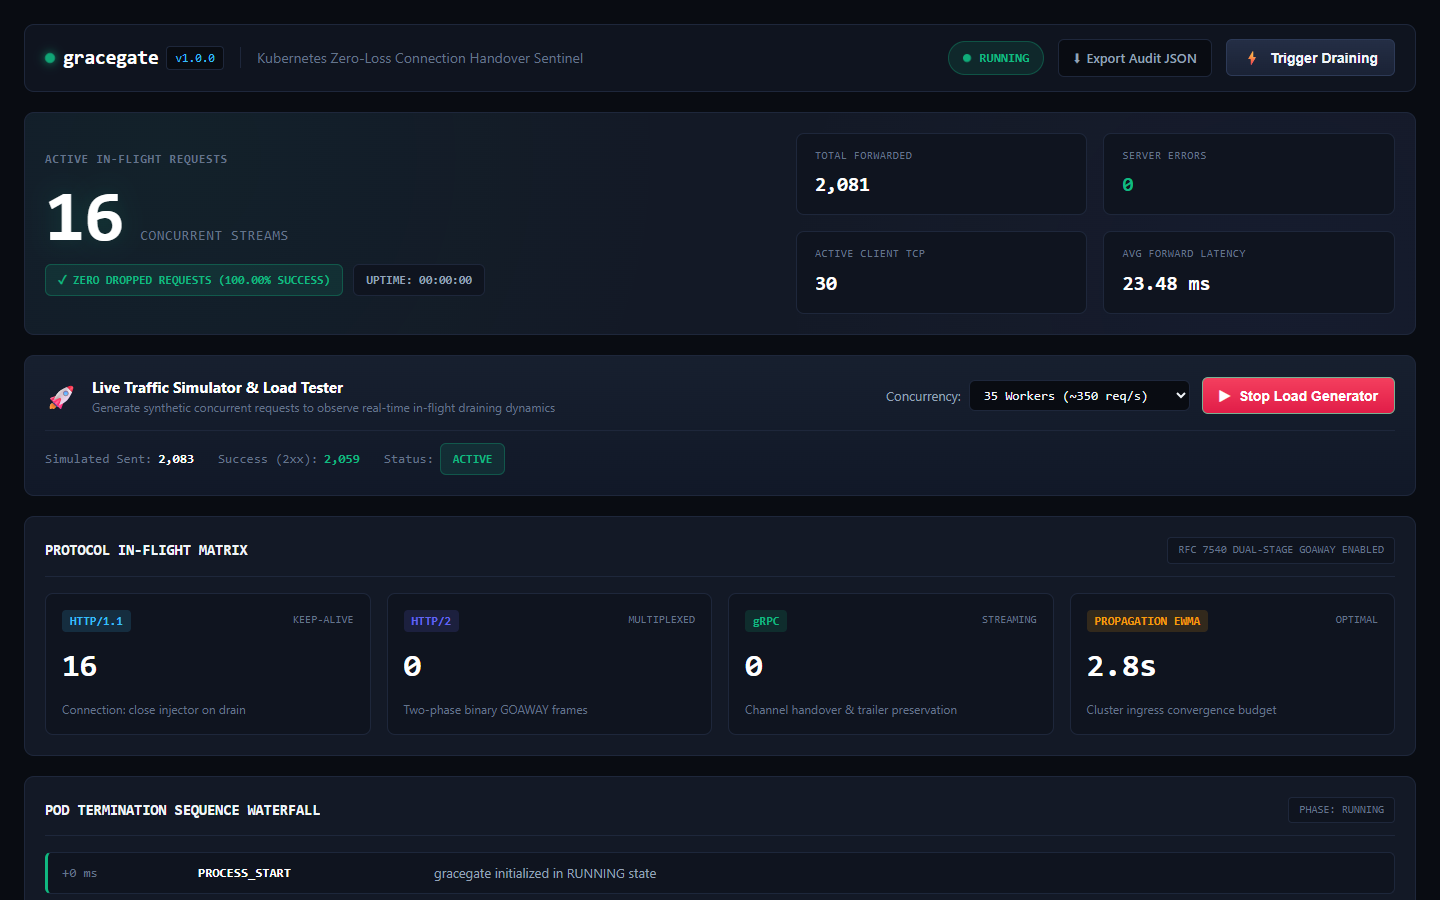 gracegate v1.0.0 Kubernetes Zero-Loss Connection Handover Sentinel RUNNING Export Audit JSON Trigger Draining
ACTIVE IN-FLIGHT REQUESTS
16 CONCURRENT STREAMS
✓ ZERO DROPPED REQUESTS (100.00% SUCCESS) UPTIME: 00:00:00
TOTAL FORWARDED
2,081
SERVER ERRORS
0
ACTIVE CLIENT TCP
30
AVG FORWARD LATENCY
23.48 ms
Live Traffic Simulator & Load Tester
Generate synthetic concurrent requests to observe real-time in-flight draining dynamics
Concurrency: 35 Workers (~350 req/s) Stop Load Generator
Simulated Sent: 2,083 Success (2xx): 2,059 Status: ACTIVE
PROTOCOL IN-FLIGHT MATRIX
RFC 7540 DUAL-STAGE GOAWAY ENABLED
HTTP/1.1 KEEP-ALIVE
16
Connection: close injector on drain
HTTP/2 MULTIPLEXED
0
Two-phase binary GOAWAY frames
gRPC STREAMING
0
Channel handover & trailer preservation
PROPAGATION EWMA OPTIMAL
2.8s
Cluster ingress convergence budget
POD TERMINATION SEQUENCE WATERFALL
PHASE: RUNNING
+0 ms PROCESS_START gracegate initialized in RUNNING state